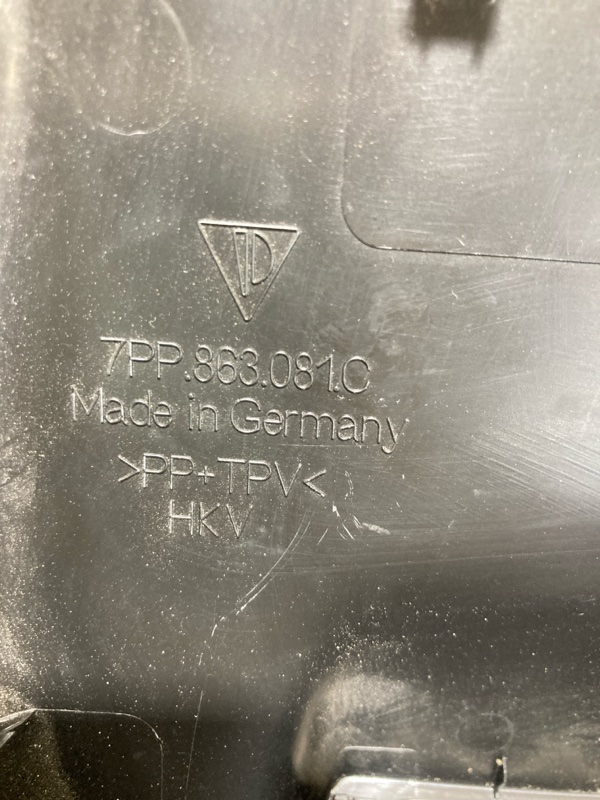 7PP.863.081.C
Made in Germany
>PP+TPV<
HKV